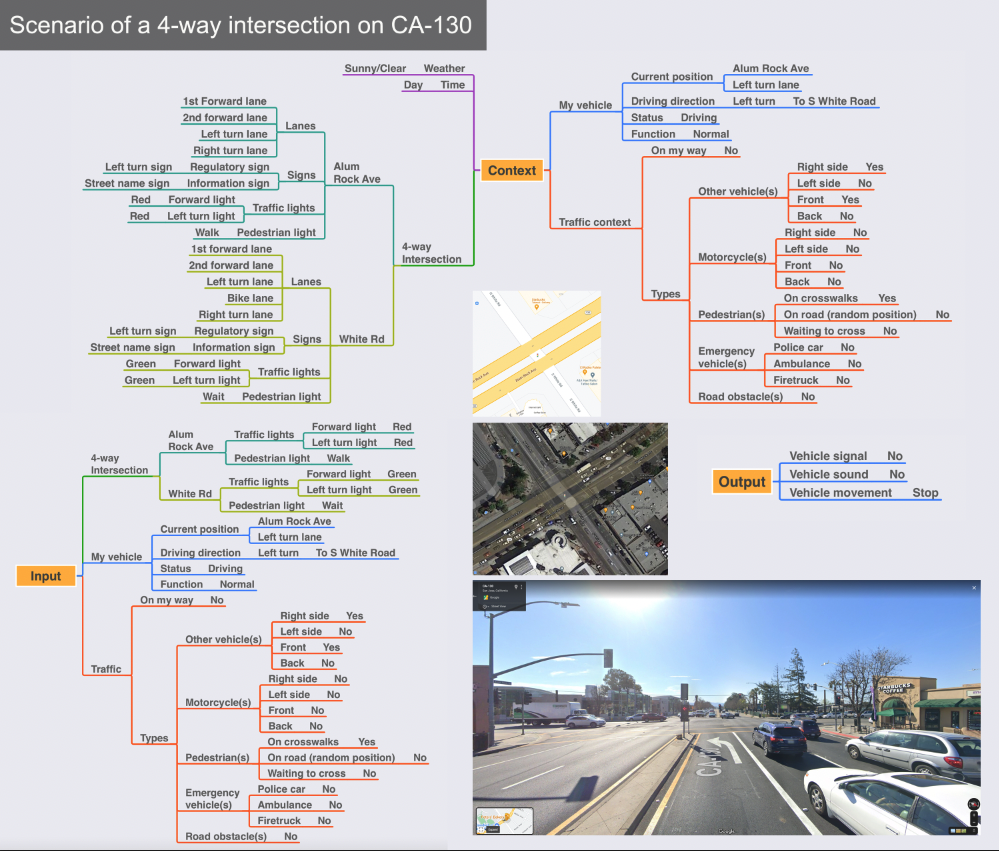 Scenario of a 4-way intersection on CA-130
Sunny/Clear Weather
Day Time
1st Forward lane
2nd forward lane
Left turn lane
Right turn lane
Lanes
Left turn sign Regulatory sign
Street name sign Information sign
Signs
Alum
Rock Ave
Red Forward light
Red Left turn light
Traffic lights
Walk Pedestrian light
4-way
Intersection
1st forward lane
2nd forward lane
Left turn lane
Bike lane
Right turn lane
Lanes
Left turn sign Regulatory sign
Street name sign Information sign
Signs
White Rd
Green Forward light
Green Left turn light
Traffic lights
Wait Pedestrian light
Context
My vehicle
Current position
Alum Rock Ave
Left turn lane
Driving direction Left turn To S White Road
Status Driving
Function Normal
Traffic context
On my way No
Types
Other vehicle(s)
Right side Yes
Left side No
Front Yes
Back No
Motorcycle(s)
Right side No
Left side No
Front No
Back No
Pedestrian(s)
On crosswalks Yes
On road (random position) No
Waiting to cross No
Emergency
vehicle(s)
Police car No
Ambulance No
Firetruck No
Road obstacle(s) No
Input
4-way
Intersection
Alum
Rock Ave
Traffic lights
Forward light Red
Left turn light Red
Pedestrian light Walk
White Rd
Traffic lights
Forward light Green
Left turn light Green
Pedestrian light Wait
My vehicle
Current position
Alum Rock Ave
Left turn lane
Driving direction Left turn To S White Road
Status Driving
Function Normal
Traffic
On my way No
Types
Other vehicle(s)
Right side Yes
Left side No
Front Yes
Back No
Motorcycle(s)
Right side No
Left side No
Front No
Back No
Pedestrian(s)
On crosswalks Yes
On road (random position) No
Waiting to cross No
Emergency
vehicle(s)
Police car No
Ambulance No
Firetruck No
Road obstacle(s) No
Output
Vehicle signal No
Vehicle sound No
Vehicle movement Stop
CA-130
STARBUCKS
COFFEE
Google